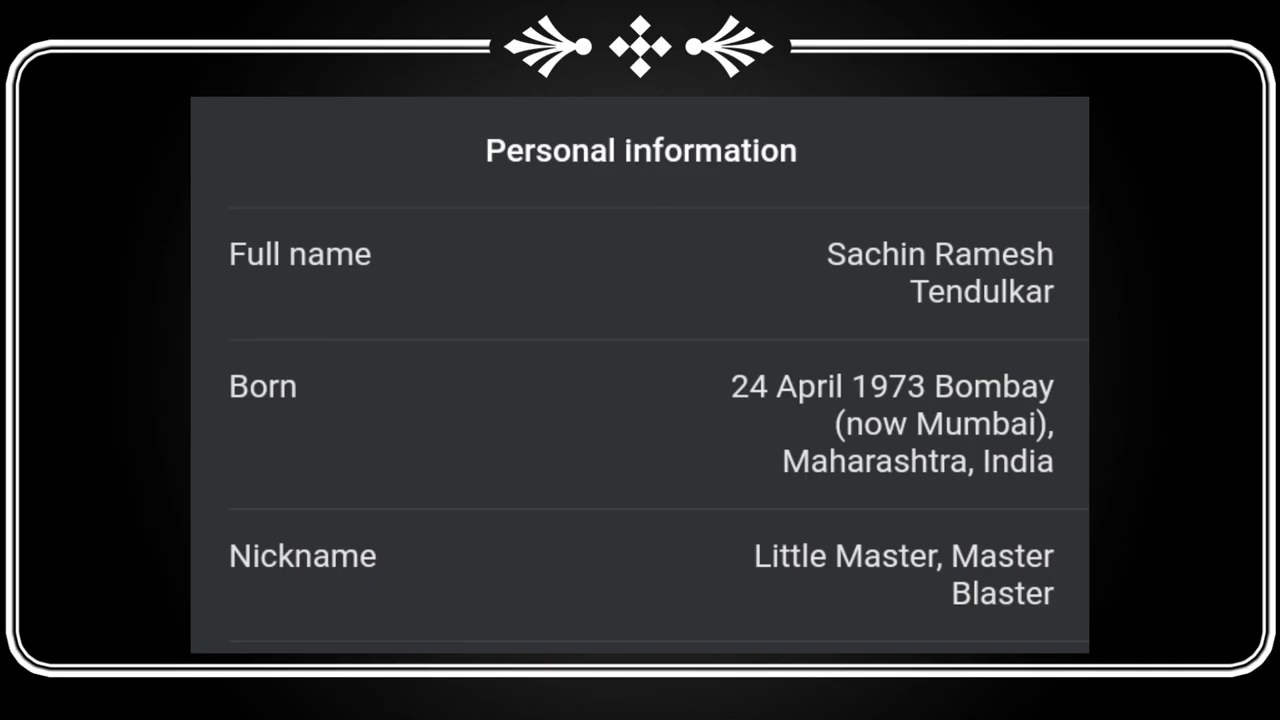 Personal information
Full name
Sachin Ramesh
Tendulkar
Born
24 April 1973 Bombay
(now Mumbai),
Maharashtra, India
Nickname
Little Master, Master
Blaster